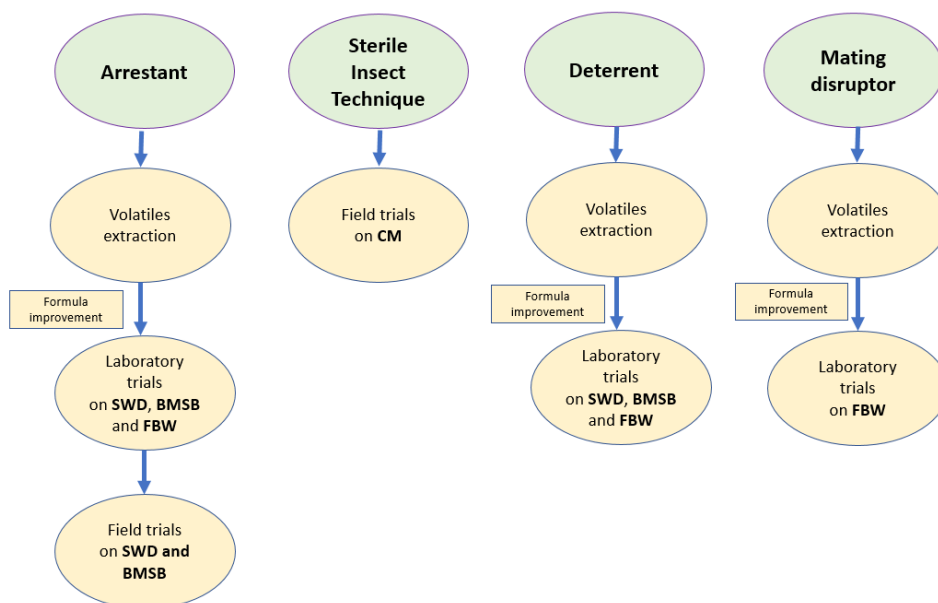 Arrestant
Volatiles
extraction
Formula
improvement
Laboratory
trials
on SWD, BMSB
and FBW
Field trials
on SWD and
BMSB
Sterile
Insect
Technique
Field trials
on CM
Deterrent
Volatiles
extraction
Formula
improvement
Laboratory
trials
on SWD, BMSB
and FBW
Mating
disruptor
Volatiles
extraction
Formula
improvement
Laboratory
trials
on FBW